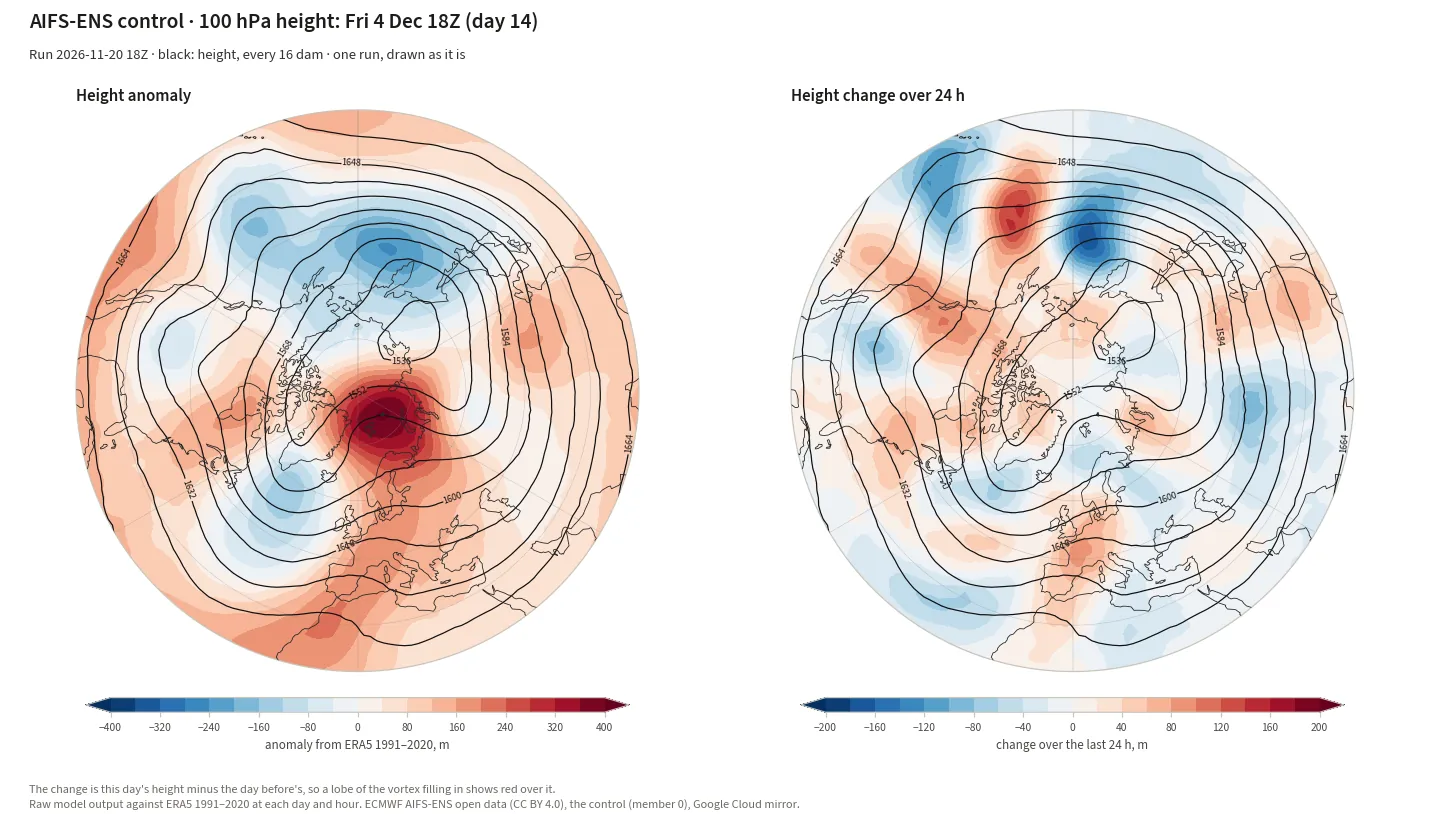 AIFS-ENS control · 100 hPa height: Fri 4 Dec 18Z (day 14)
Run 2026-11-20 18Z · black: height, every 16 dam · one run, drawn as it is
Height anomaly
Height change over 24 h
1648
1664
1568
1584
1536
1552
1664
1632
1600
1616
1648
1664
1568
1584
1536
1552
1664
1632
1600
1616
−400 −320 −240 −160 −80 0 80 160 240 320 400
anomaly from ERA5 1991–2020, m
−200 −160 −120 −80 −40 0 40 80 120 160 200
change over the last 24 h, m
The change is this day's height minus the day before's, so a lobe of the vortex filling in shows red over it.
Raw model output against ERA5 1991–2020 at each day and hour. ECMWF AIFS-ENS open data (CC BY 4.0), the control (member 0), Google Cloud mirror.